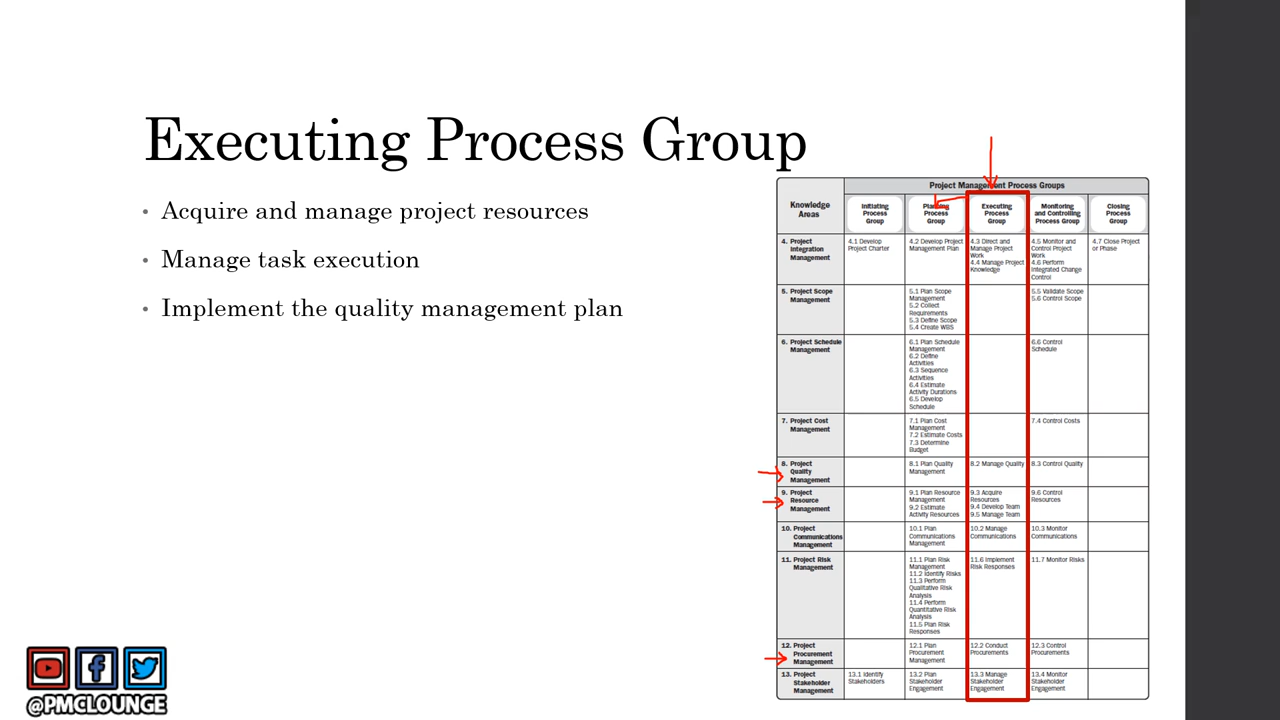 Executing Process Group
• Acquire and manage project resources
• Manage task execution
• Implement the quality management plan
Project Management Process Groups
Knowledge
Areas
Initiating
Process
Group
Planning
Process
Group
Executing
Process
Group
Monitoring
and Controlling
Process Group
Closing
Process
Group
4. Project
Integration
Management
4.1 Develop
Project Charter
4.2 Develop Project
Management Plan
4.3 Direct and
Manage Project
Work
4.4 Manage Project
Knowledge
4.5 Monitor and
Control Project
Work
4.6 Perform
Integrated Change
Control
4.7 Close Project
or Phase
5. Project Scope
Management
5.1 Plan Scope
Management
5.2 Collect
Requirements
5.3 Define Scope
5.4 Create WBS
5.5 Validate Scope
5.6 Control Scope
6. Project Schedule
Management
6.1 Plan Schedule
Management
6.2 Define
Activities
6.3 Sequence
Activities
6.4 Estimate
Activity Durations
6.5 Develop
Schedule
6.6 Control
Schedule
7. Project Cost
Management
7.1 Plan Cost
Management
7.2 Estimate Costs
7.3 Determine
Budget
7.4 Control Costs
8. Project
Quality
Management
8.1 Plan Quality
Management
8.2 Manage Quality
8.3 Control Quality
9. Project
Resource
Management
9.1 Plan Resource
Management
9.2 Estimate
Activity Resources
9.3 Acquire
Resources
9.4 Develop Team
9.5 Manage Team
9.6 Control
Resources
10. Project
Communications
Management
10.1 Plan
Communications
Management
10.2 Manage
Communications
10.3 Monitor
Communications
11. Project Risk
Management
11.1 Plan Risk
Management
11.2 Identify Risks
11.3 Perform
Qualitative Risk
Analysis
11.4 Perform
Quantitative Risk
Analysis
11.5 Plan Risk
Responses
11.6 Implement
Risk Responses
11.7 Monitor Risks
12. Project
Procurement
Management
12.1 Plan
Procurement
Management
12.2 Conduct
Procurements
12.3 Control
Procurements
13. Project
Stakeholder
Management
13.1 Identify
Stakeholders
13.2 Plan
Stakeholder
Engagement
13.3 Manage
Stakeholder
Engagement
13.4 Monitor
Stakeholder
Engagement
@PMCLOUNGE